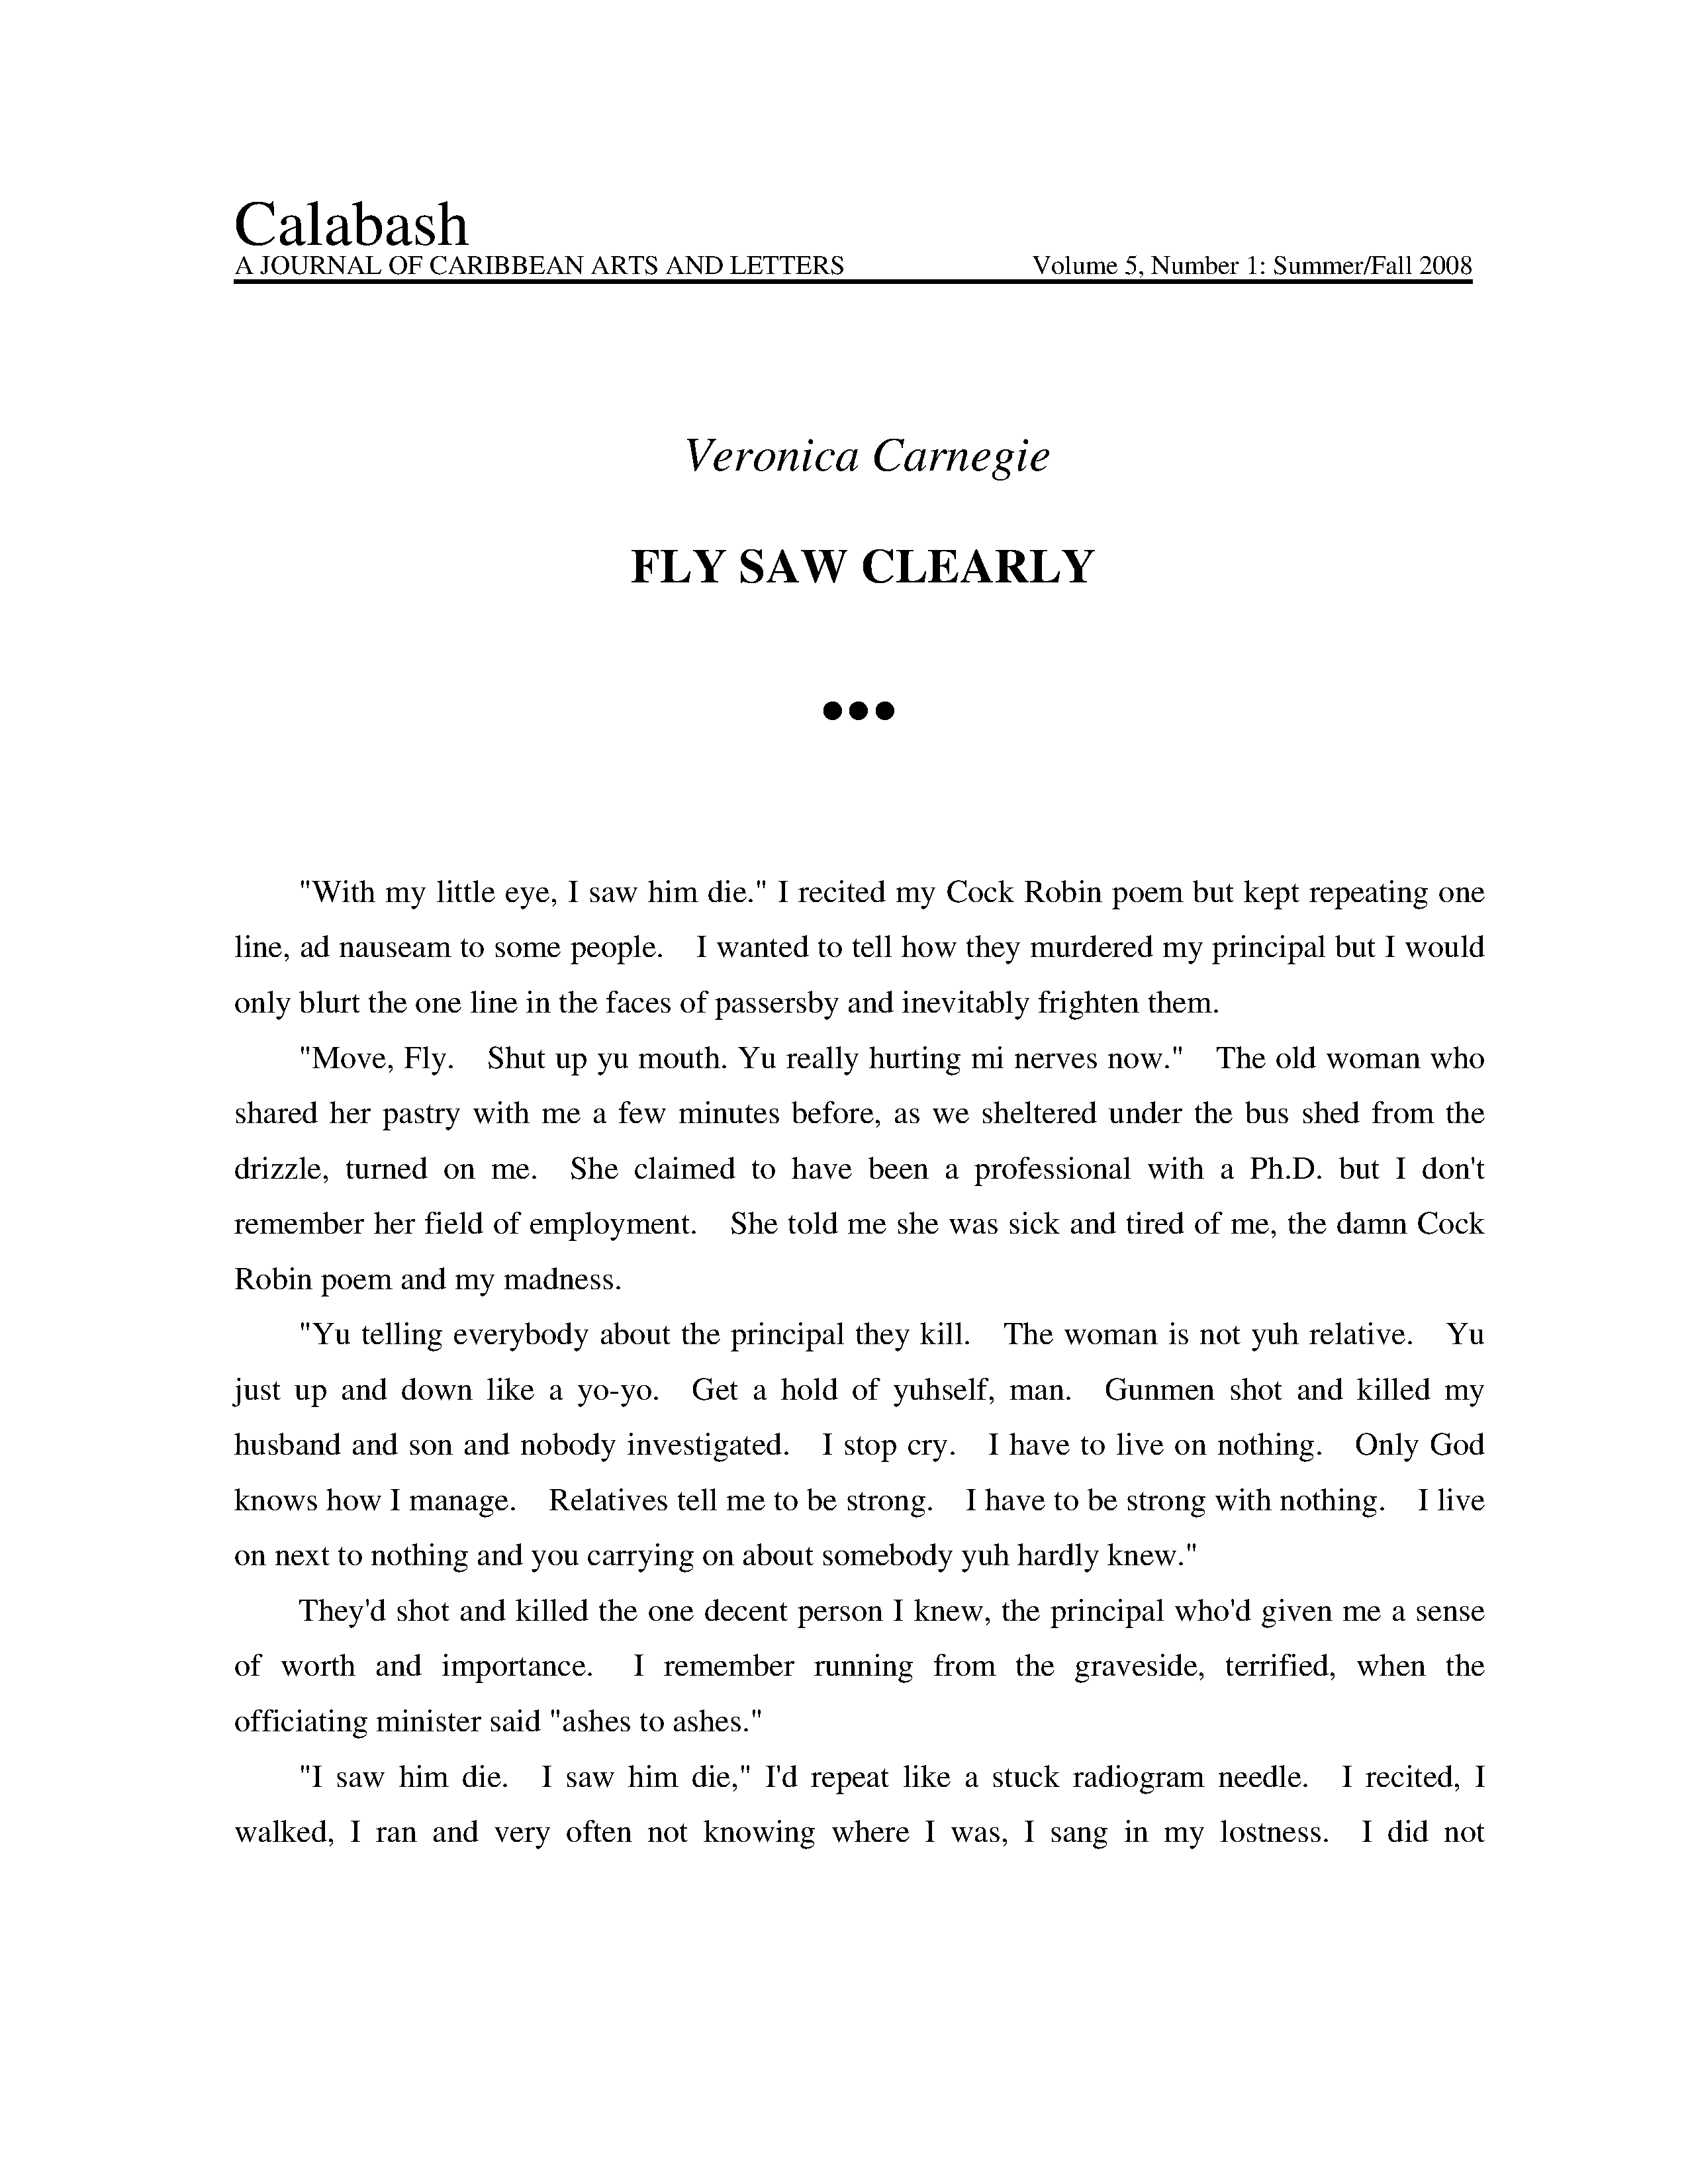 Calabash
A JOURNAL OF CARIBBEAN ARTS AND LETTERS Volume 5, Number 1: Summer/Fall 2008
Veronica Carnegie
FLY SAW CLEARLY
●●●
"With my little eye, I saw him die." I recited my Cock Robin poem but kept repeating one
line, ad nauseam to some people. I wanted to tell how they murdered my principal but I would
only blurt the one line in the faces of passersby and inevitably frighten them.
"Move, Fly. Shut up yu mouth. Yu really hurting mi nerves now." The old woman who
shared her pastry with me a few minutes before, as we sheltered under the bus shed from the
drizzle, turned on me. She claimed to have been a professional with a Ph.D. but I don't
remember her field of employment. She told me she was sick and tired of me, the damn Cock
Robin poem and my madness.
"Yu telling everybody about the principal they kill. The woman is not yuh relative. Yu
just up and down like a yo-yo. Get a hold of yuhself, man. Gunmen shot and killed my
husband and son and nobody investigated. I stop cry. I have to live on nothing. Only God
knows how I manage. Relatives tell me to be strong. I have to be strong with nothing. I live
on next to nothing and you carrying on about somebody yuh hardly knew."
They'd shot and killed the one decent person I knew, the principal who'd given me a sense
of worth and importance. I remember running from the graveside, terrified, when the
officiating minister said "ashes to ashes."
"I saw him die. I saw him die," I'd repeat like a stuck radiogram needle. I recited, I
walked, I ran and very often not knowing where I was, I sang in my lostness. I did not